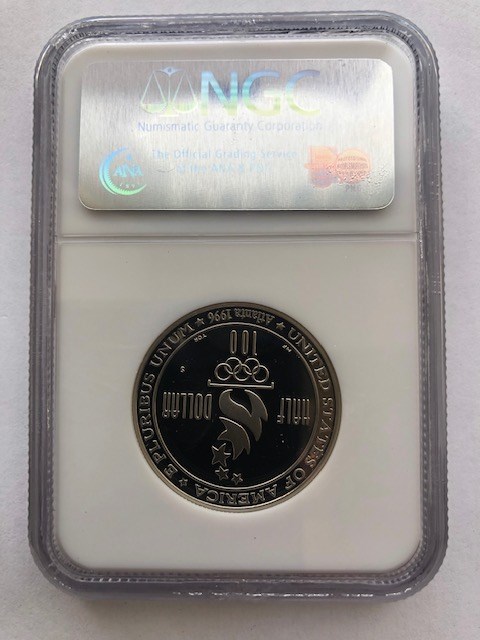 NGC
Numismatic Guaranty Corporation
The Official Grading Service
of the ANA
ANA
UNITED STATES OF AMERICA
HALF DOLLAR
100
S
E PLURIBUS UNUM
★ Atlanta 1996 ★